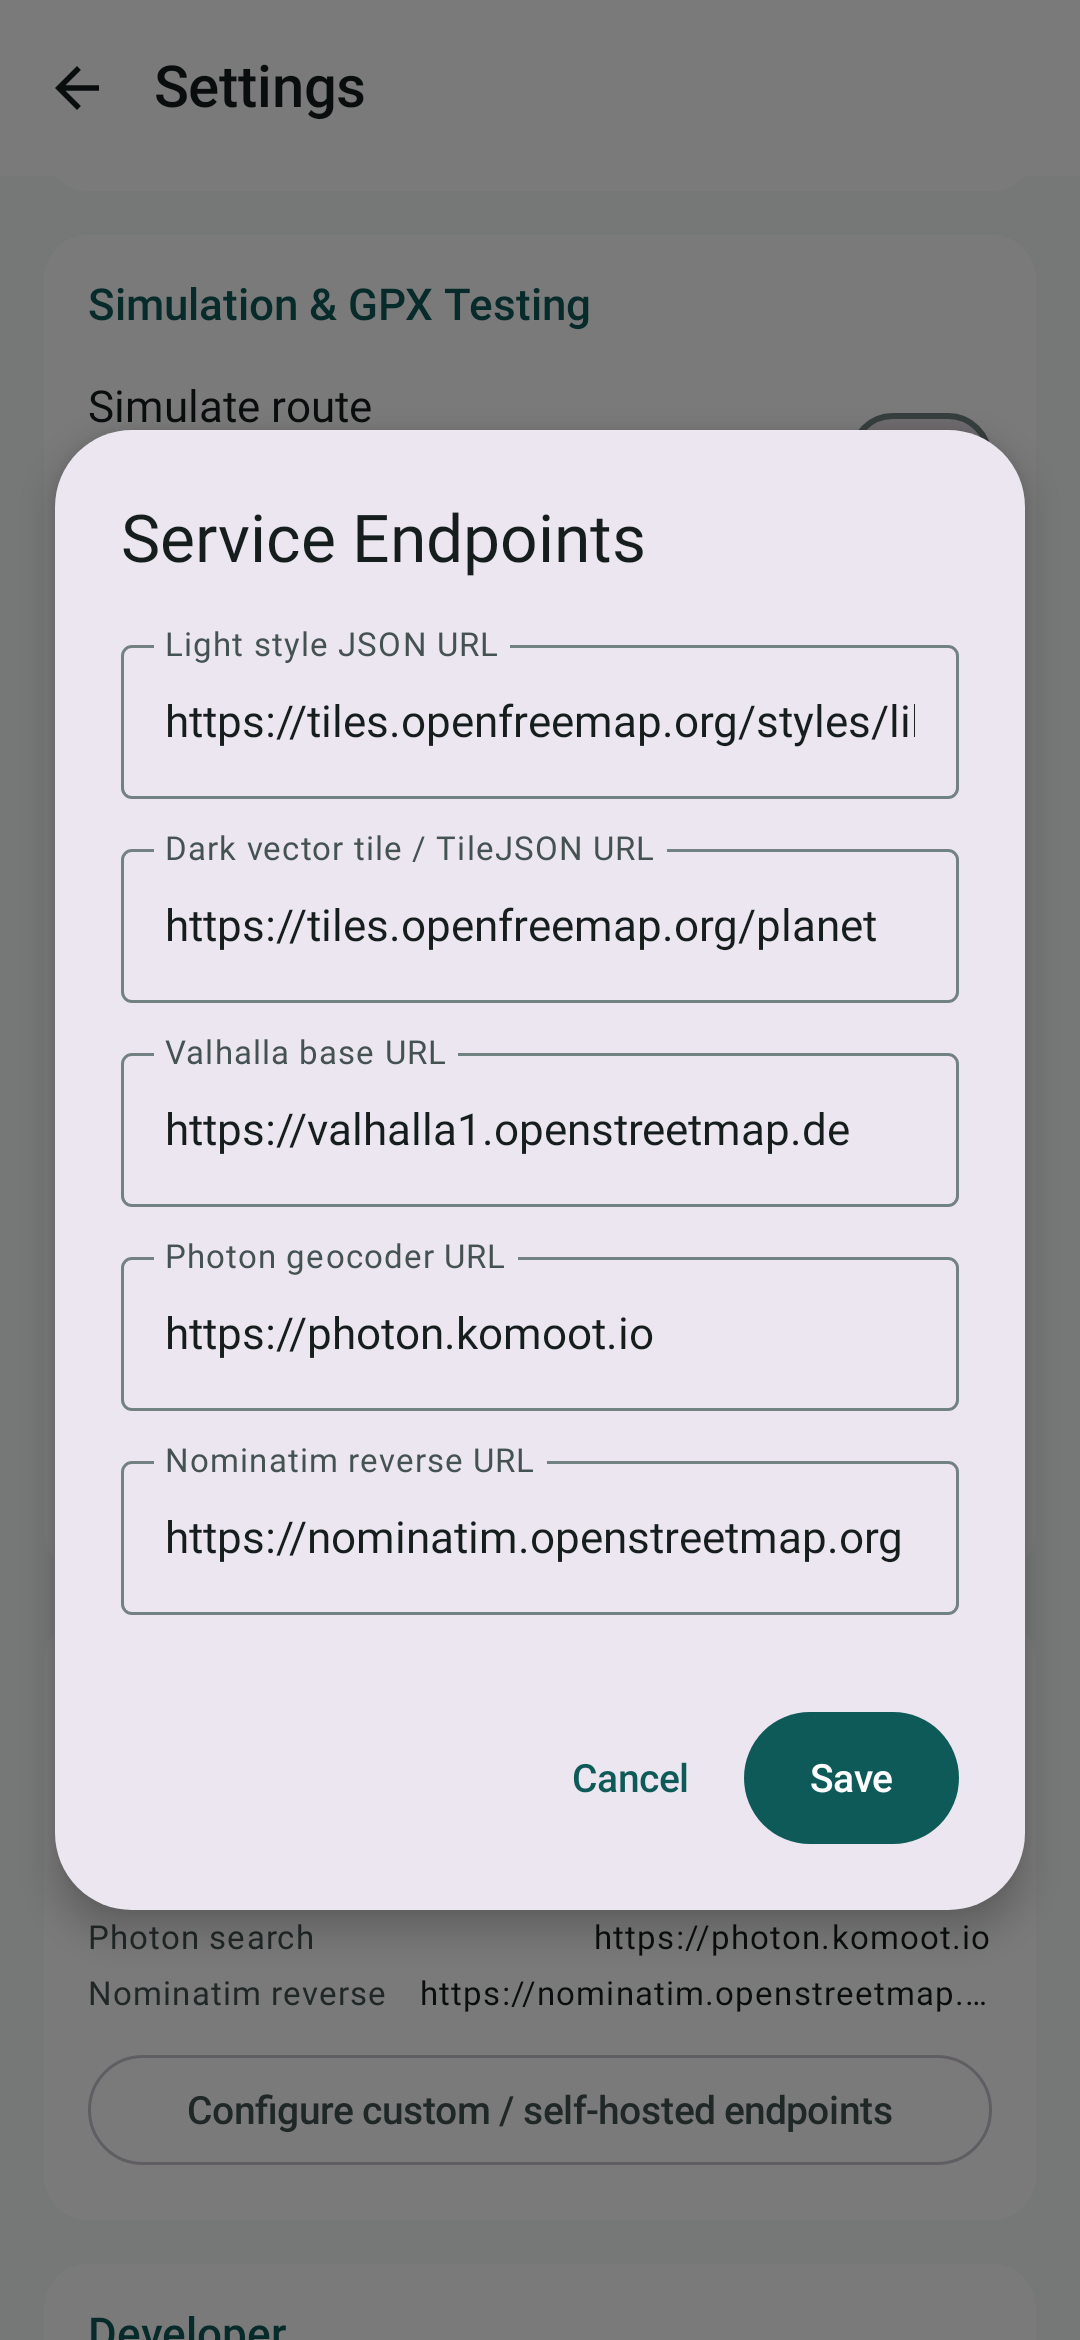 Settings
Simulation & GPX Testing
Simulate route
Service Endpoints
Light style JSON URL
https://tiles.openfreemap.org/styles/li
Dark vector tile / TileJSON URL
https://tiles.openfreemap.org/planet
Valhalla base URL
https://valhalla1.openstreetmap.de
Photon geocoder URL
https://photon.komoot.io
Nominatim reverse URL
https://nominatim.openstreetmap.org
Cancel Save
Photon search https://photon.komoot.io
Nominatim reverse https://nominatim.openstreetmap.…
Configure custom / self-hosted endpoints
Developer